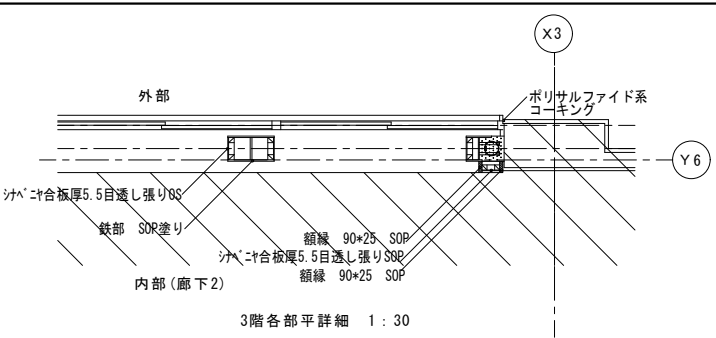 X3
外部
ポリサルファイド系
コーキング
Y6
ｼﾅﾍﾞﾆﾔ合板厚5.5目透し張りOS
鉄部 SOP塗り
額縁 90*25 SOP
ｼﾅﾍﾞﾆﾔ合板厚5.5目透し張りSOP
額縁 90*25 SOP
内部(廊下2)
3階各部平詳細 1：30